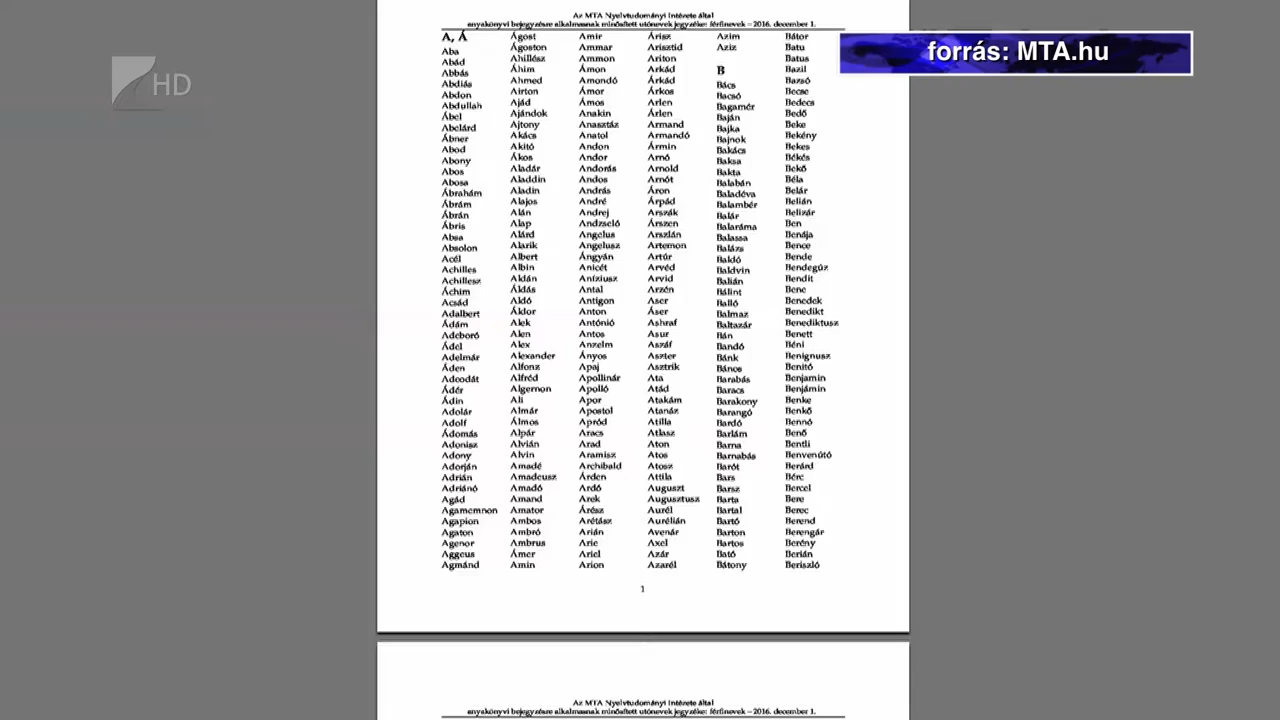 Az MTA Nyelvtudományi Intézete által
anyakönyvi bejegyzésre alkalmasnak minősített utónevek jegyzéke: férfinevek – 2016. december 1.
forrás: MTA.hu
HD
A, Á
Aba
Abád
Abbás
Abdiás
Abdon
Abdullah
Ábel
Abelárd
Ábner
Abod
Abony
Abos
Abosa
Ábrahám
Ábrám
Ábrán
Ábris
Absa
Absolon
Acél
Achilles
Achillesz
Áchim
Acsád
Adalbert
Ádám
Adeboró
Ádel
Adelmár
Áden
Adeodát
Ádér
Ádin
Adolár
Adolf
Ádomás
Adonisz
Adony
Adorján
Adrián
Adriánó
Agád
Agamemnon
Agapion
Agaton
Agenor
Aggeus
Agmánd
Ágost
Ágoston
Ahillész
Áhim
Ahmed
Airton
Ajád
Ajándok
Ajtony
Akács
Akitó
Ákos
Aladár
Aladdin
Aladin
Alajos
Alán
Alap
Alárd
Alarik
Albert
Albin
Aldán
Áldás
Aldó
Áldor
Alek
Alen
Alex
Alexander
Alfonz
Alfréd
Algernon
Ali
Almár
Álmos
Alpár
Alvián
Alvin
Amadé
Amadeusz
Amadó
Amand
Amator
Ambos
Ambró
Ambrus
Ámer
Amin
Amir
Ammar
Ammon
Ámon
Amondó
Ámor
Ámos
Anakin
Anasztáz
Anatol
Andon
Andor
Andorás
Andos
András
André
Andrej
Andzseló
Angelus
Angelusz
Ángyán
Anicét
Aníziusz
Antal
Antigon
Anton
Antónió
Antos
Anzelm
Ányos
Apaj
Apollinár
Apolló
Apor
Apostol
Apród
Aracs
Arad
Aramisz
Archibald
Árden
Ardó
Arek
Árész
Arétász
Arián
Arie
Ariel
Arion
Árisz
Arisztid
Ariton
Arkád
Árkád
Árkos
Arlen
Árlen
Armand
Armandó
Ármin
Arnó
Arnold
Arnót
Áron
Árpád
Arszák
Árszen
Arszlán
Artemon
Artúr
Arvéd
Arvid
Arzén
Aser
Áser
Ashraf
Asur
Aszáf
Aszter
Asztrik
Ata
Atád
Atakám
Atanáz
Atilla
Atlasz
Aton
Atos
Atosz
Attila
Auguszt
Augusztusz
Aurél
Aurélián
Avenár
Axel
Azár
Azarél
Azim
Aziz
B
Bács
Bacsó
Bagamér
Baján
Bajka
Bajnok
Bakács
Baksa
Bakta
Balabán
Baladéva
Balambér
Balár
Balaráma
Balassa
Balázs
Baldó
Baldvin
Balián
Bálint
Balló
Balmaz
Baltazár
Bán
Bandó
Bánk
Bános
Barabás
Baracs
Barakony
Barangó
Bardó
Barlám
Barna
Barnabás
Barót
Bars
Barsz
Barta
Bartal
Bartó
Barton
Bartos
Bató
Bátony
Bátor
Batu
Batus
Bazil
Bazsó
Becse
Bedecs
Bedő
Beke
Bekény
Bekes
Békés
Bekő
Béla
Belár
Belián
Belizár
Ben
Benája
Bence
Bende
Bendegúz
Bendit
Bene
Benedek
Benedikt
Benediktusz
Benett
Béni
Benignusz
Benitó
Benjamin
Benjámin
Benke
Benkő
Bennó
Benő
Bentli
Benvenútó
Berárd
Bérc
Bercel
Bere
Berec
Berend
Berengár
Berény
Berián
Beriszló
1
Az MTA Nyelvtudományi Intézete által
anyakönyvi bejegyzésre alkalmasnak minősített utónevek jegyzéke: férfinevek – 2016. december 1.